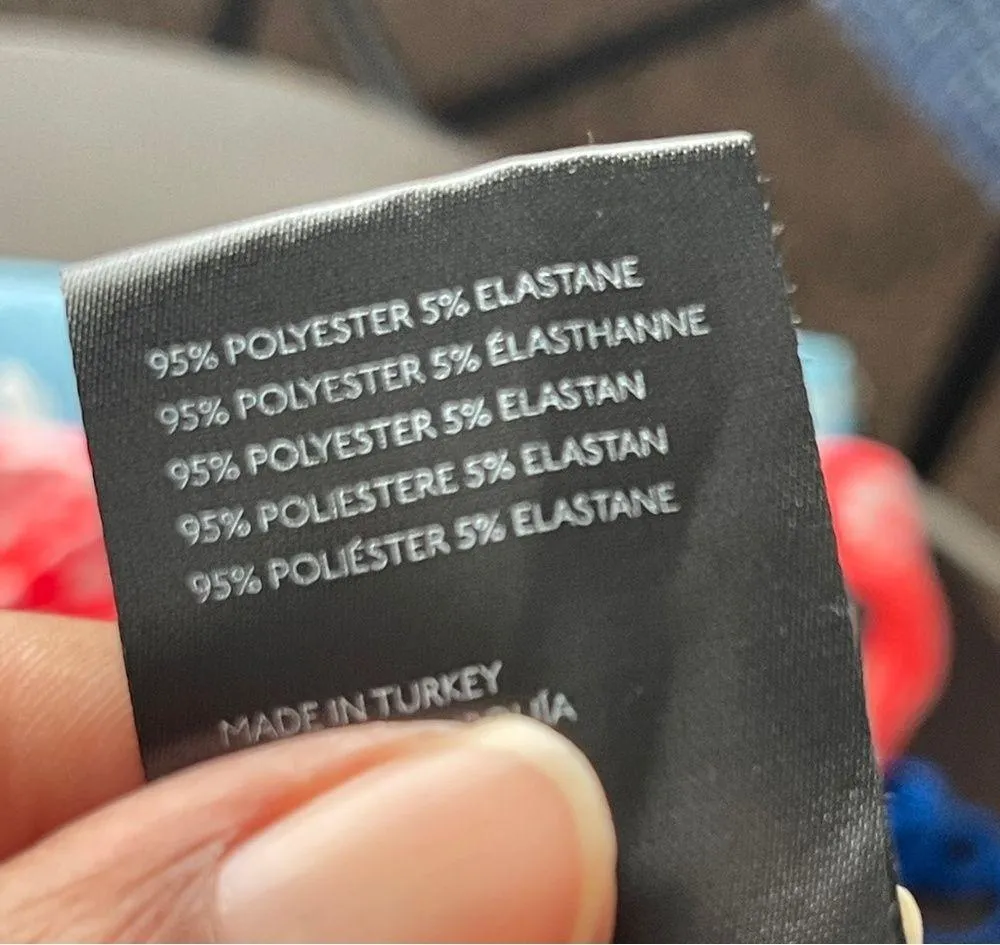 95% POLYESTER 5% ELASTANE
95% POLYESTER 5% ÉLASTHANNE
95% POLYESTER 5% ELASTAN
95% POLIESTERE 5% ELASTAN
95% POLIÉSTER 5% ELASTANE
MADE IN TURKEY